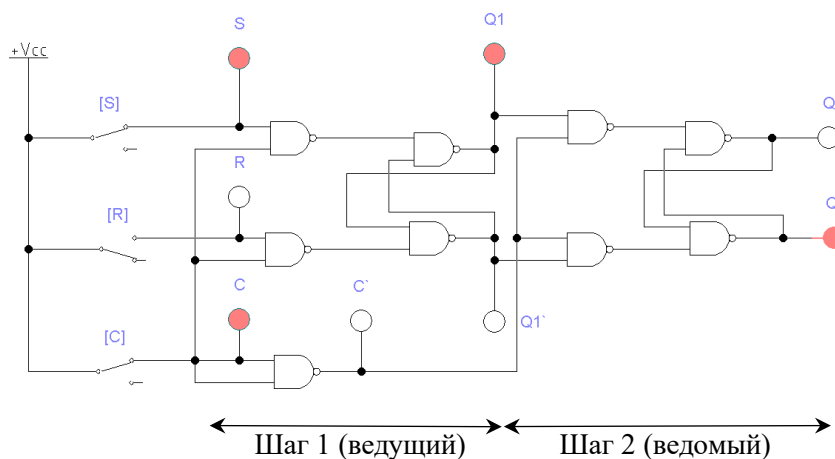 S
Q1
+Vcc
[S]
Q
R
[R]
Q
C
C`
Q1`
[C]
Шаг 1 (ведущий)
Шаг 2 (ведомый)